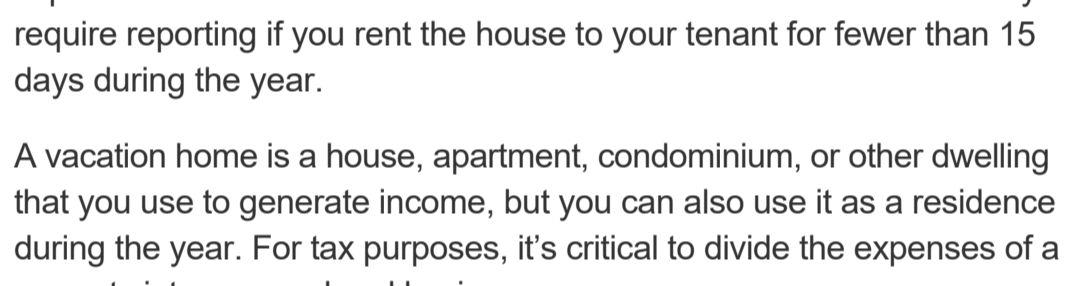 require reporting if you rent the house to your tenant for fewer than 15
days during the year.
A vacation home is a house, apartment, condominium, or other dwelling
that you use to generate income, but you can also use it as a residence
during the year. For tax purposes, it’s critical to divide the expenses of a